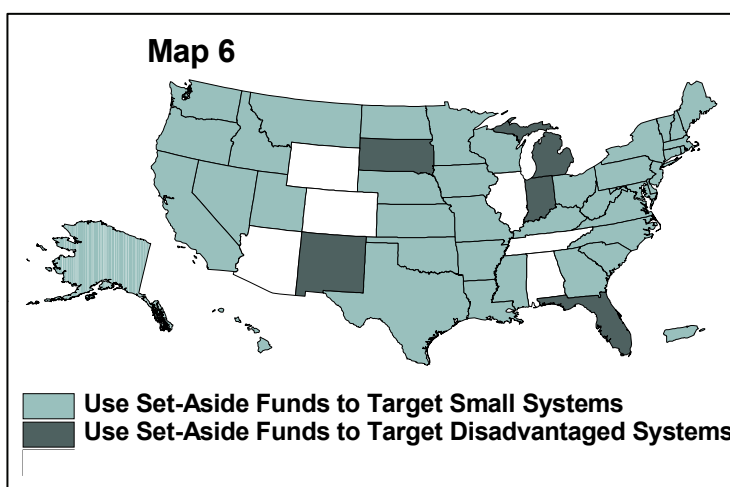 Map 6
Use Set-Aside Funds to Target Small Systems
Use Set-Aside Funds to Target Disadvantaged Systems